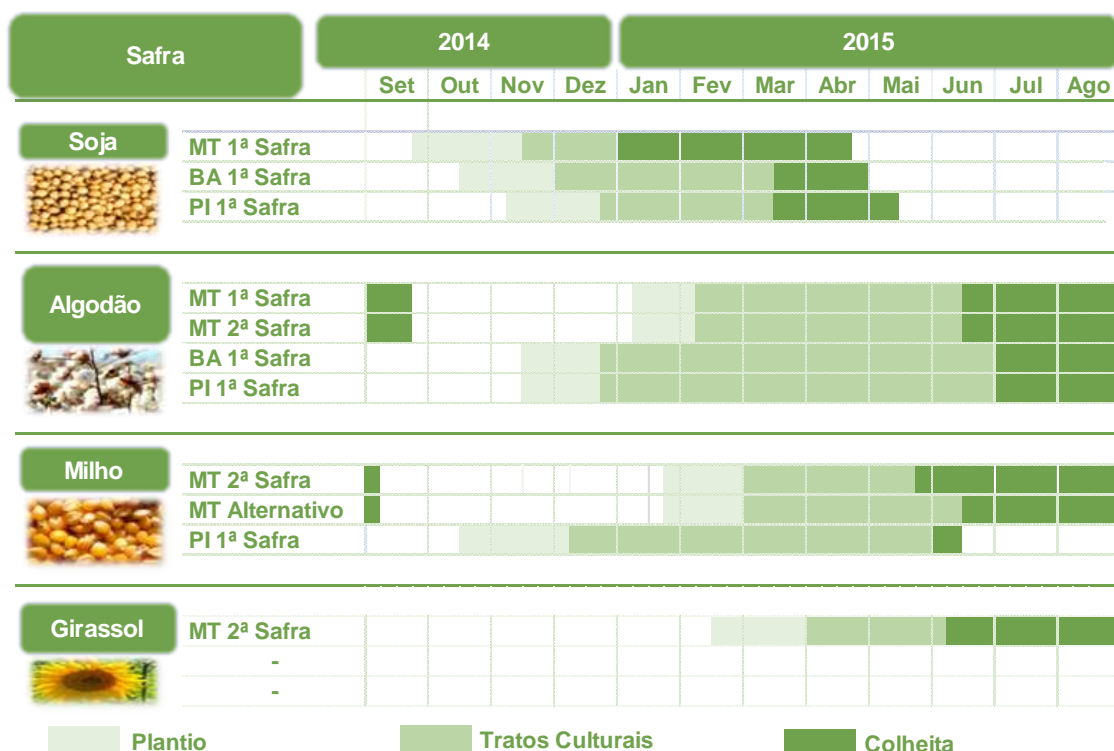 Safra
2014
2015
Set Out Nov Dez Jan Fev Mar Abr Mai Jun Jul Ago
Soja
MT 1ª Safra
BA 1ª Safra
PI 1ª Safra
Algodão
MT 1ª Safra
MT 2ª Safra
BA 1ª Safra
PI 1ª Safra
Milho
MT 2ª Safra
MT Alternativo
PI 1ª Safra
Girassol
MT 2ª Safra
-
-
Plantio Tratos Culturais Colheita